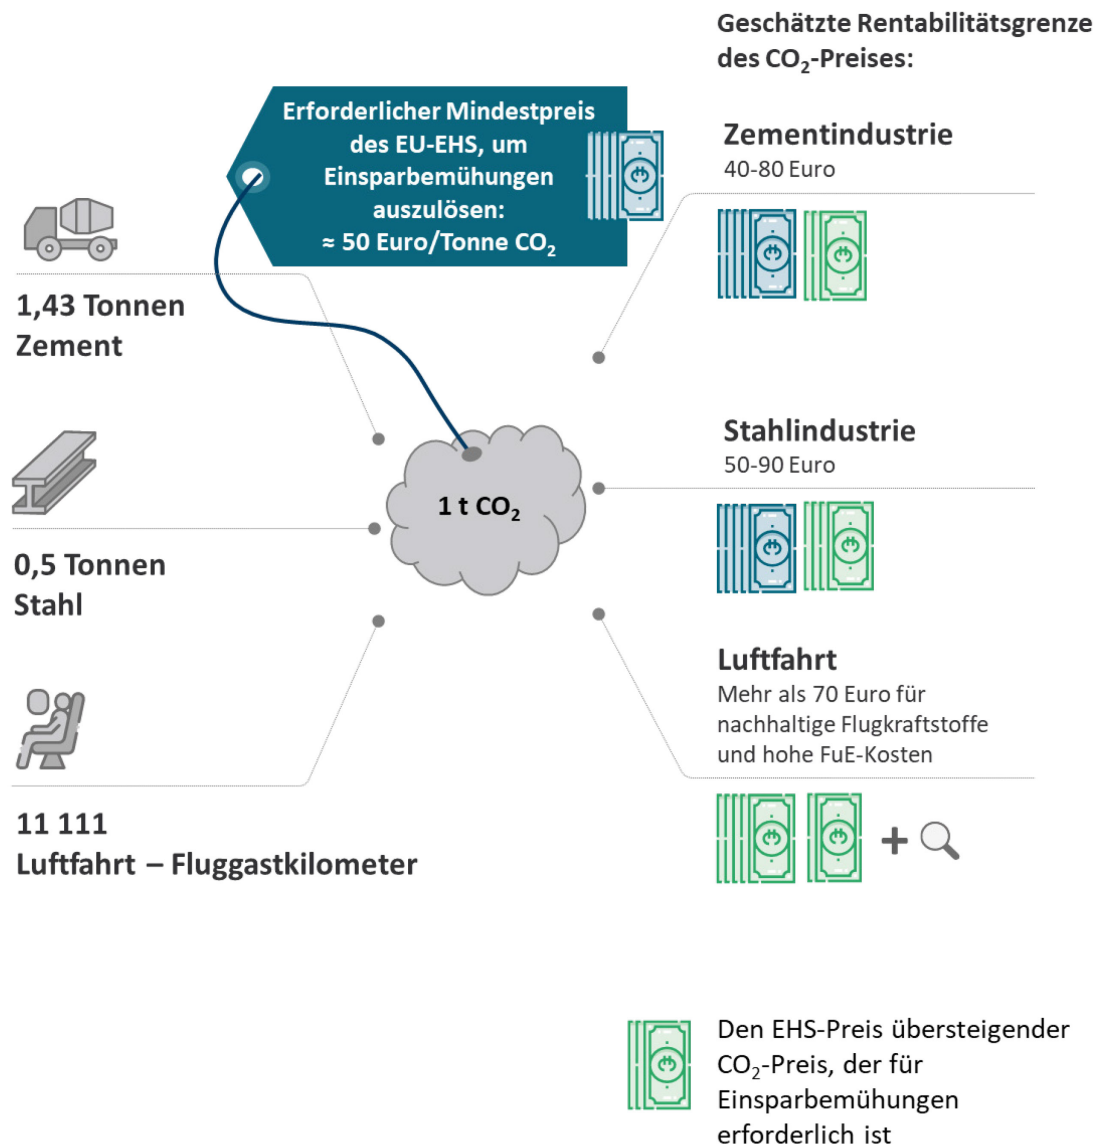 Geschätzte Rentabilitätsgrenze
des CO₂-Preises:
Erforderlicher Mindestpreis
des EU-EHS, um
Einsparbemühungen
auszulösen:
≈ 50 Euro/Tonne CO₂
Zementindustrie
40-80 Euro
1,43 Tonnen
Zement
Stahlindustrie
50-90 Euro
1 t CO₂
0,5 Tonnen
Stahl
Luftfahrt
Mehr als 70 Euro für
nachhaltige Flugkraftstoffe
und hohe FuE-Kosten
11 111
Luftfahrt – Fluggastkilometer
Den EHS-Preis übersteigender
CO₂-Preis, der für
Einsparbemühungen
erforderlich ist